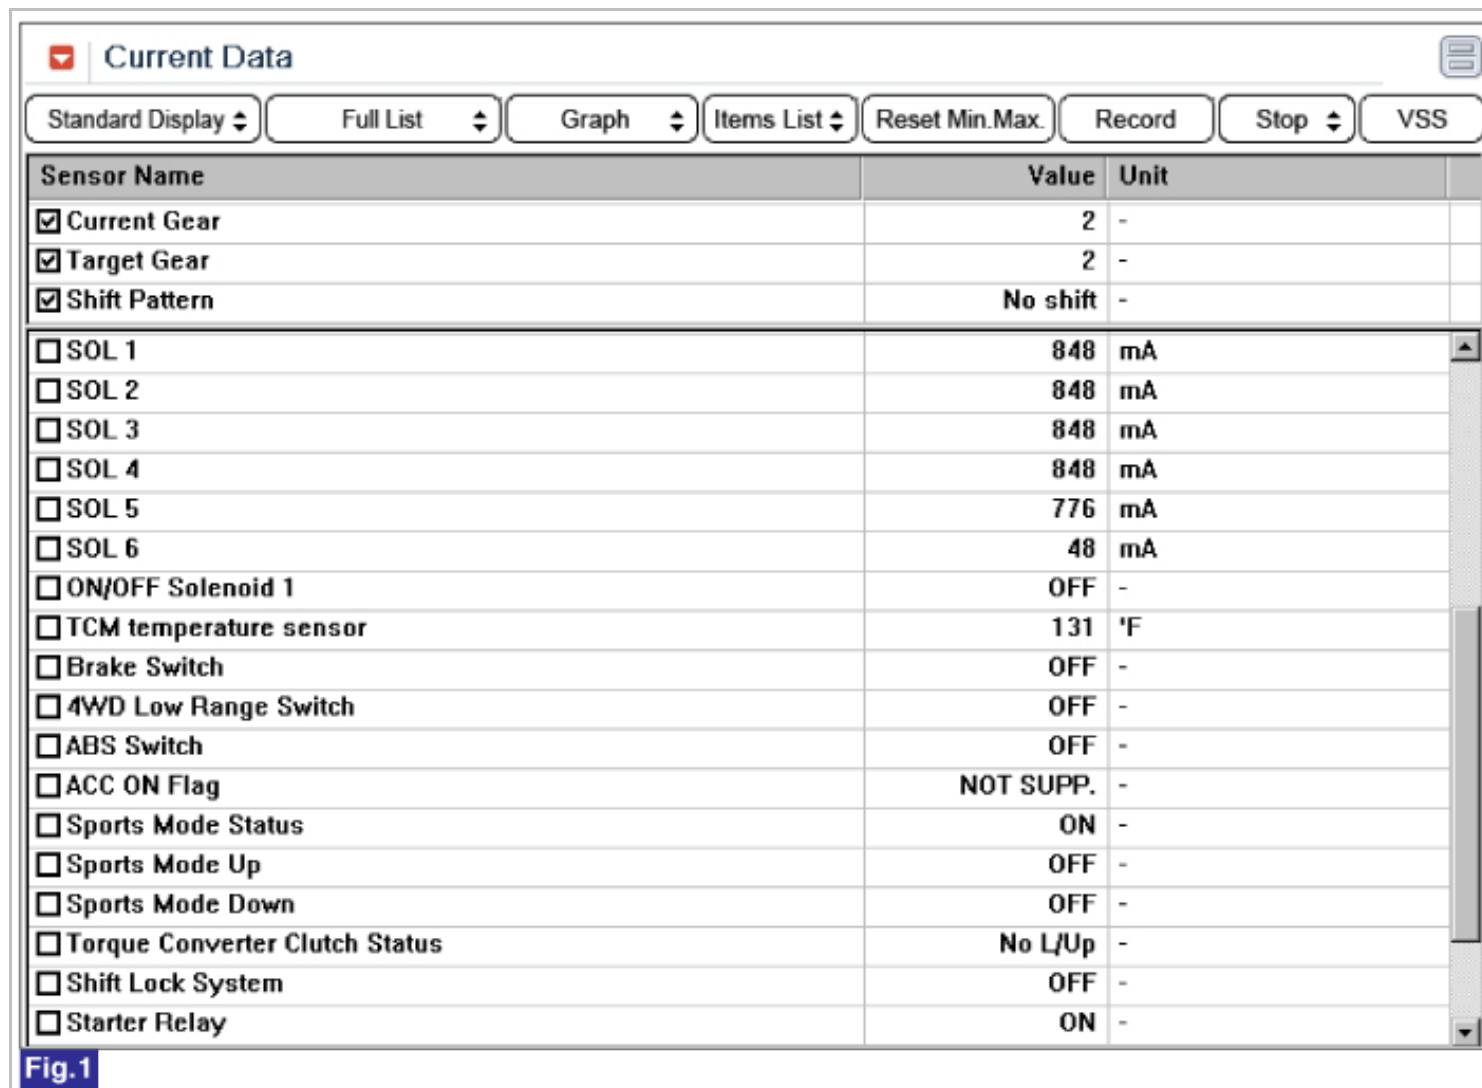 Current Data
Standard Display Full List Graph Items List Reset Min.Max. Record Stop VSS
Sensor Name Value Unit
Current Gear 2 -
Target Gear 2 -
Shift Pattern No shift -
SOL 1 848 mA
SOL 2 848 mA
SOL 3 848 mA
SOL 4 848 mA
SOL 5 776 mA
SOL 6 48 mA
ON/OFF Solenoid 1 OFF -
TCM temperature sensor 131 'F
Brake Switch OFF -
4WD Low Range Switch OFF -
ABS Switch OFF -
ACC ON Flag NOT SUPP. -
Sports Mode Status ON -
Sports Mode Up OFF -
Sports Mode Down OFF -
Torque Converter Clutch Status No L/Up -
Shift Lock System OFF -
Starter Relay ON -
Fig.1